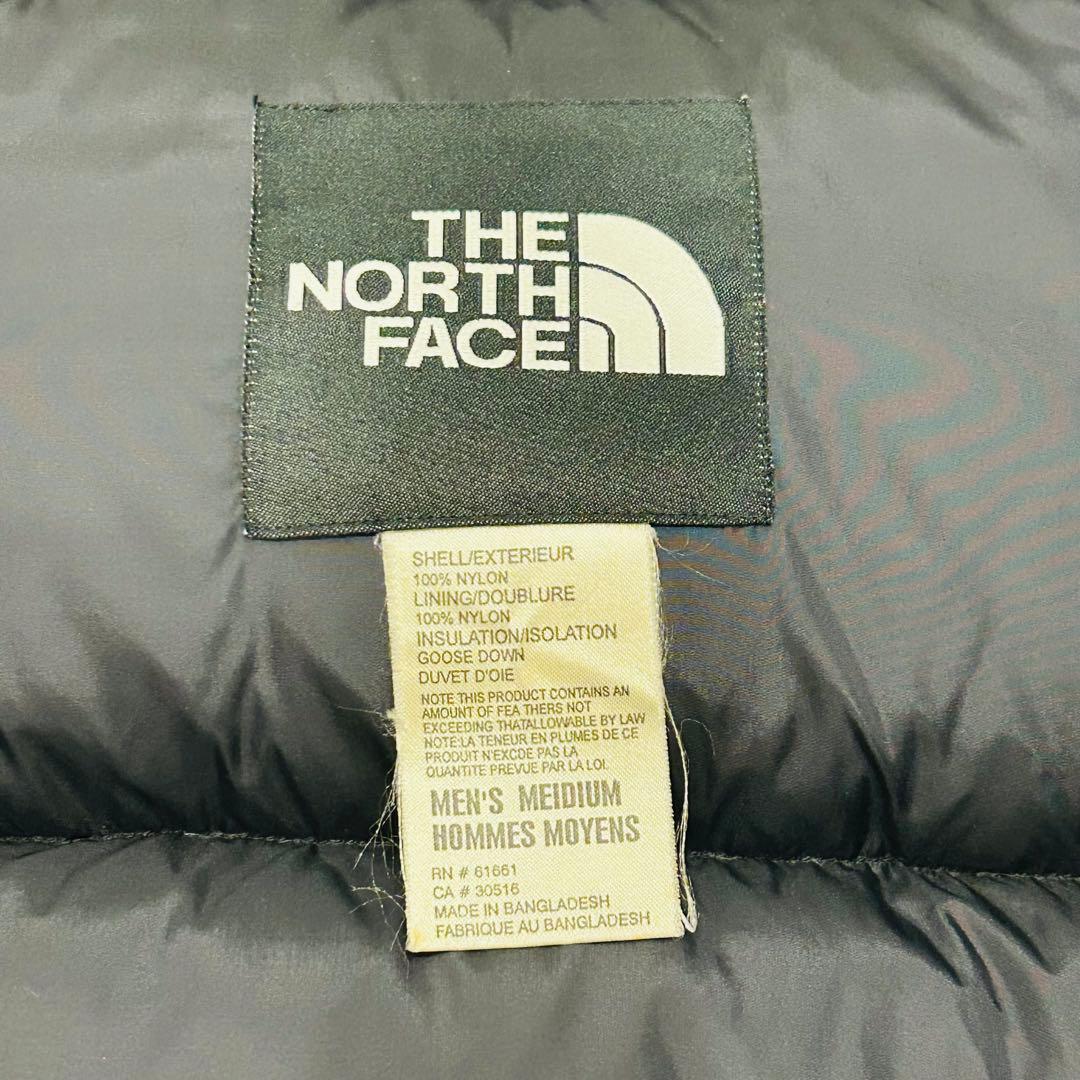 THE
NORTH
FACE
SHELL/EXTERIEUR
100% NYLON
LINING/DOUBLURE
100% NYLON
INSULATION/ISOLATION
GOOSE DOWN
DUVET D'OIE
NOTE THIS PRODUCT CONTAINS AN
AMOUNT OF FEA THERS NOT
EXCEEDING THATALLOWABLE BY LAW
NOTE:LA TENEUR EN PLUMES DE CE
PRODUIT N'EXCDE PAS LA
QUANTITE PREVUE PAR LA LOI.
MEN'S MEIDIUM
HOMMES MOYENS
RN # 61661
CA # 30516
MADE IN BANGLADESH
FABRIQUE AU BANGLADESH